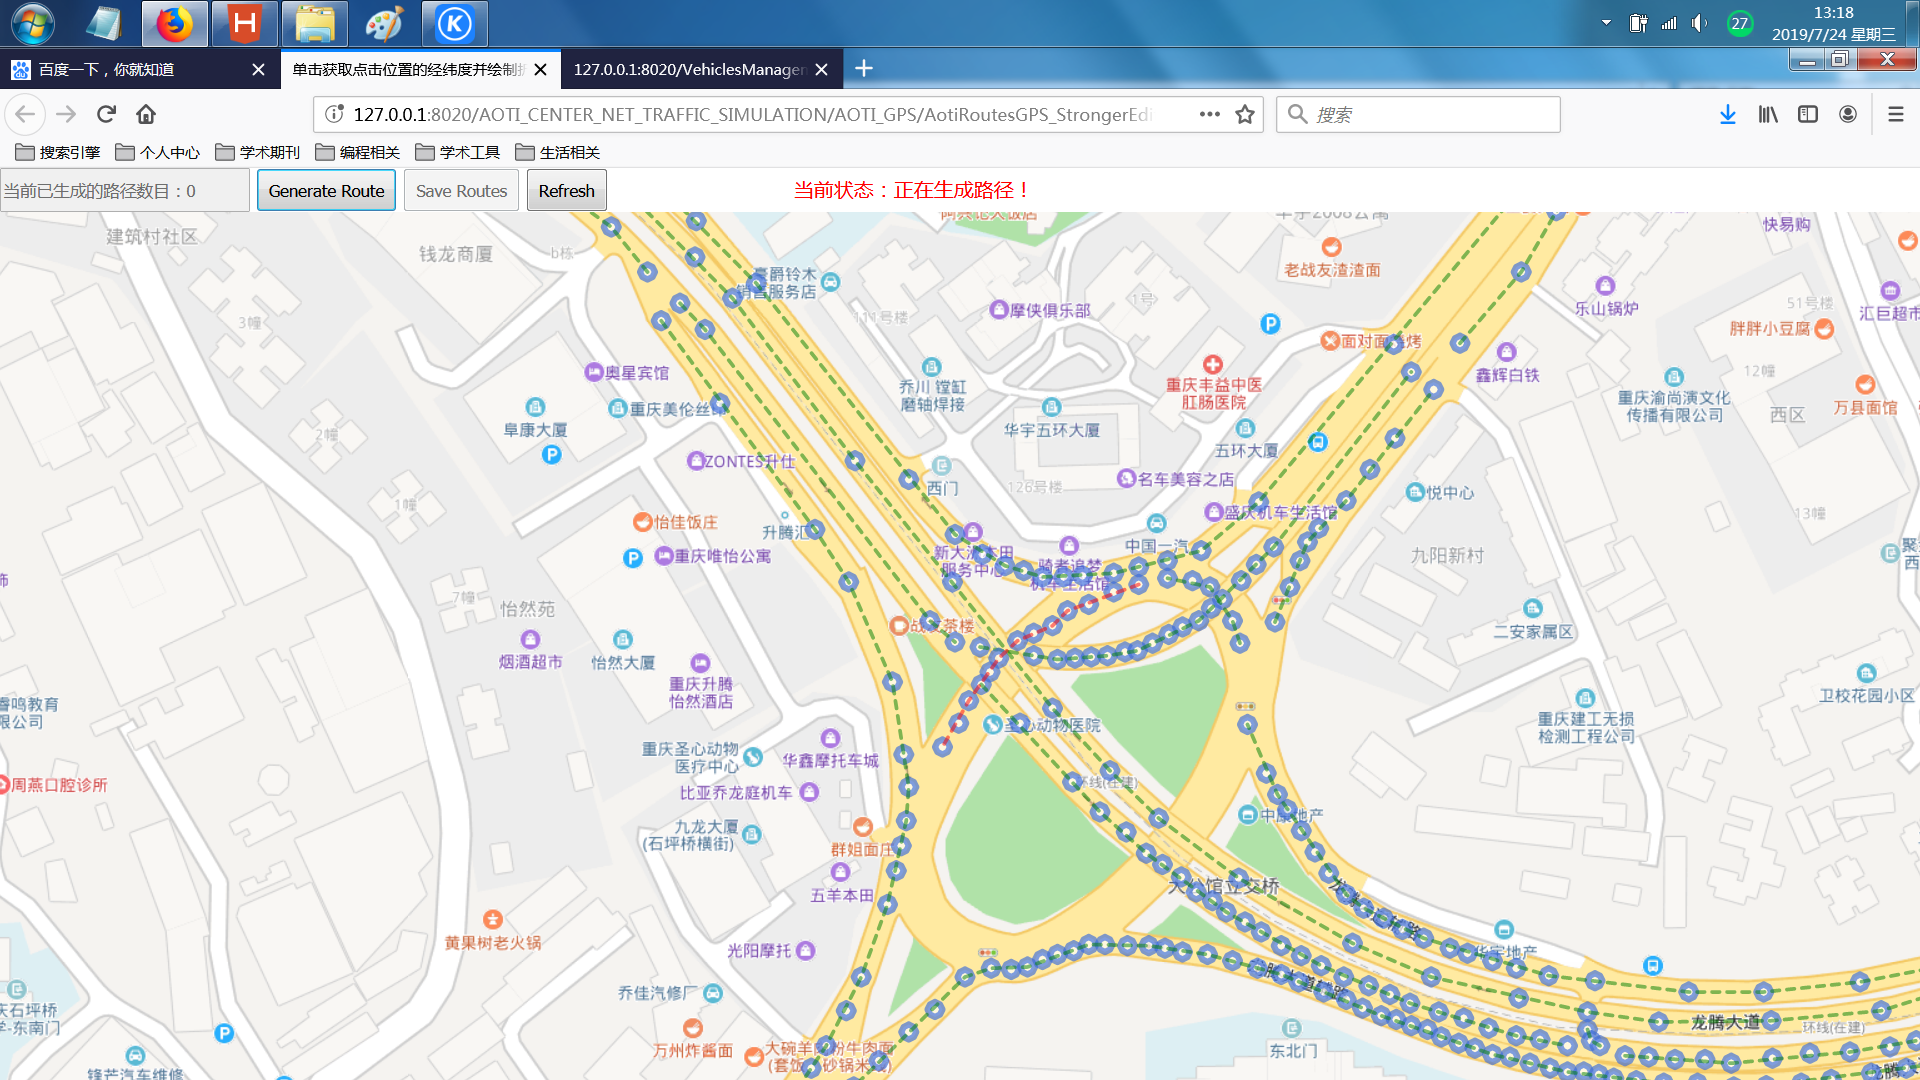 27
13:18
2019/7/24 星期三
百度一下，你就知道
单击获取点击位置的经纬度并绘制
127.0.0.1:8020/VehiclesManage
127.0.0.1:8020/AOTI_CENTER_NET_TRAFFIC_SIMULATION/AOTI_GPS/AotiRoutesGPS_StrongerEdi
搜索
搜索引擎
个人中心
学术期刊
编程相关
学术工具
生活相关
当前已生成的路径数目：0
Generate Route
Save Routes
Refresh
当前状态：正在生成路径！
建筑村社区
钱龙商厦
b栋
豪爵铃木
销售服务店
111号楼
摩侠俱乐部
1号
老战友渣渣面
快易购
乐山锅炉
51号楼
汇巨超市
胖胖小豆腐
3幢
奥星宾馆
重庆美伦丝
阜康大厦
乔川 镗缸
磨轴焊接
华宇五环大厦
重庆丰益中医
肛肠医院
五环大厦
鑫辉白铁
12幢
重庆渝尚演文化
传播有限公司
西区
万县面馆
2幢
ZONTES升仕
西门
126号楼
名车美容之店
悦中心
1幢
怡佳饭庄
升腾汇
盛庆机车生活馆
13幢
重庆唯怡公寓
新大洲本田
服务中心
骑者追梦
机车生活馆
中国一汽
九阳新村
7幢
怡然苑
战友茶楼
二安家属区
烟酒超市
怡然大厦
重庆升腾
怡然酒店
卫校花园小区
睿鸣教育
限公司
圣心动物医院
重庆建工无损
检测工程公司
重庆圣心动物
医疗中心
华鑫摩托车城
周燕口腔诊所
比亚乔龙庭机车
环线(在建)
中原地产
九龙大厦
(石坪桥横街)
群姐面庄
五羊本田
大公馆立交桥
黄果树老火锅
光阳摩托
华宇地产
乔佳汽修厂
龙腾大道
环线(在建)
万州炸酱面
东北门
庆石坪桥
学-东南门
锋芒汽车维修